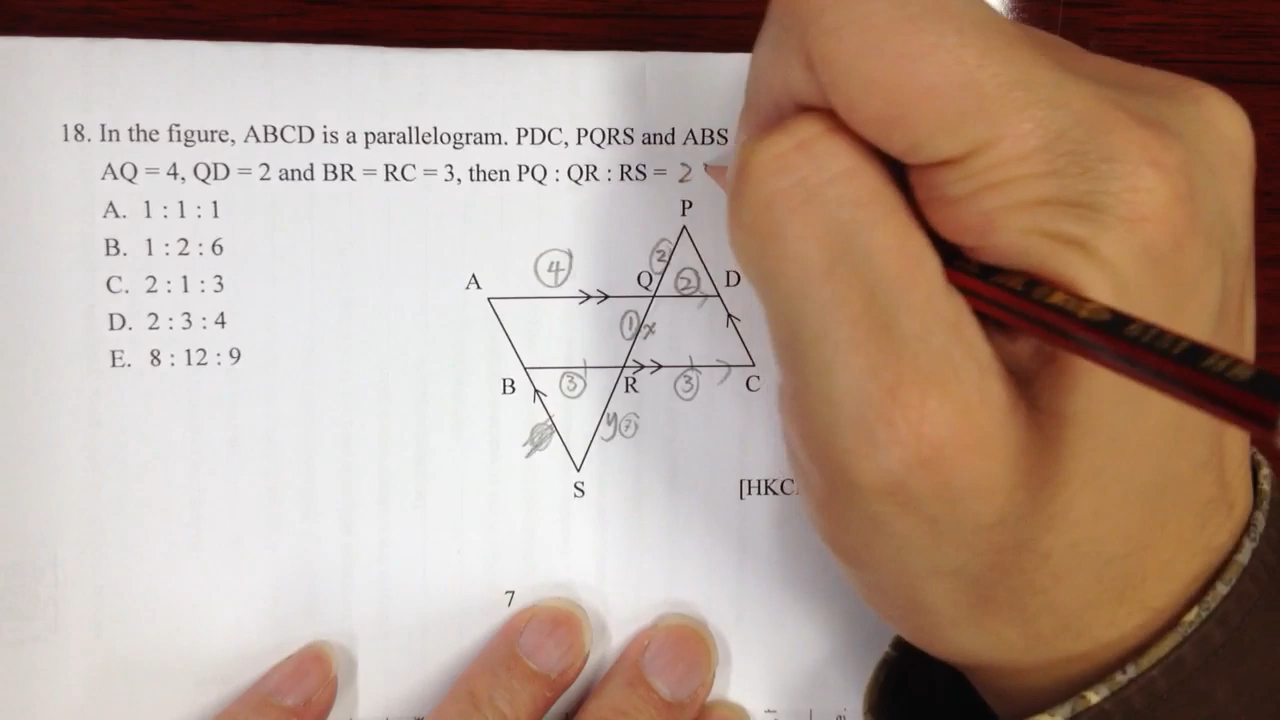 18. In the figure, ABCD is a parallelogram. PDC, PQRS and ABS
AQ = 4, QD = 2 and BR = RC = 3, then PQ : QR : RS = 2
A. 1 : 1 : 1
B. 1 : 2 : 6
C. 2 : 1 : 3
D. 2 : 3 : 4
E. 8 : 12 : 9
P
A
4
2
Q
2
D
1 x
B
3
R
3
C
y
S
[HKC
7